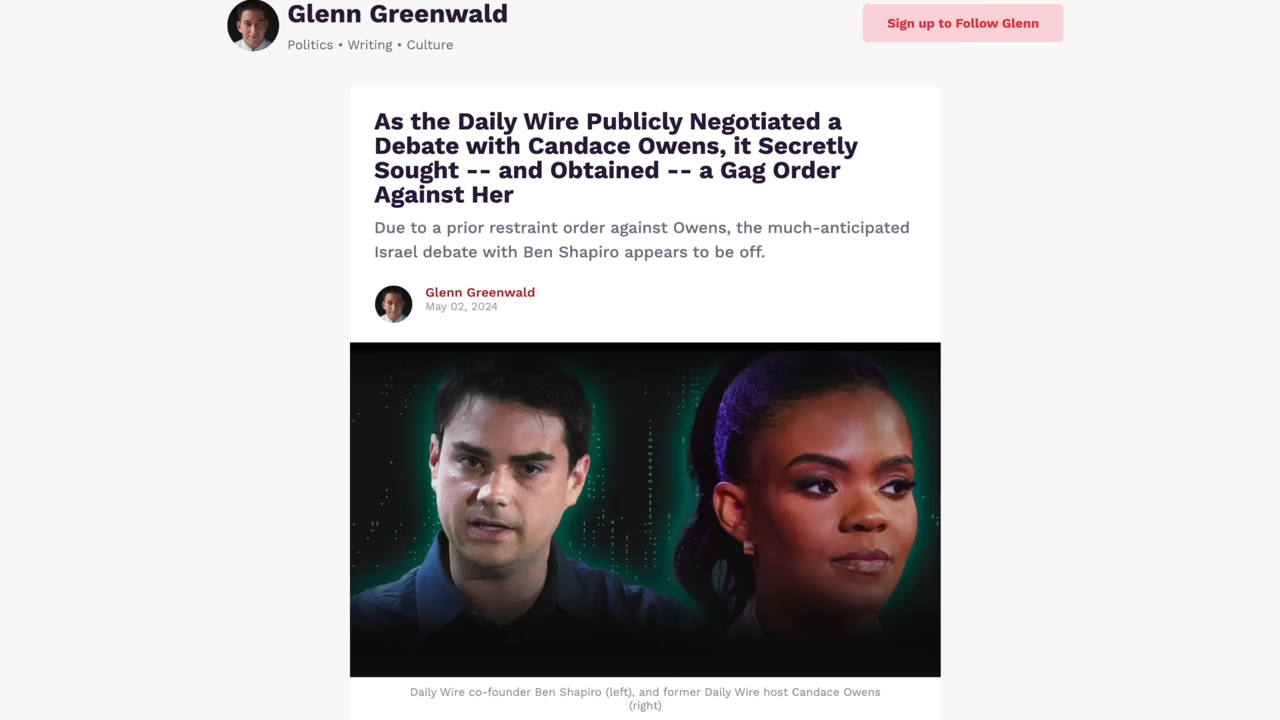 Glenn Greenwald
Politics • Writing • Culture
Sign up to Follow Glenn
As the Daily Wire Publicly Negotiated a
Debate with Candace Owens, it Secretly
Sought -- and Obtained -- a Gag Order
Against Her
Due to a prior restraint order against Owens, the much-anticipated
Israel debate with Ben Shapiro appears to be off.
Glenn Greenwald
May 02, 2024
Daily Wire co-founder Ben Shapiro (left), and former Daily Wire host Candace Owens
(right)